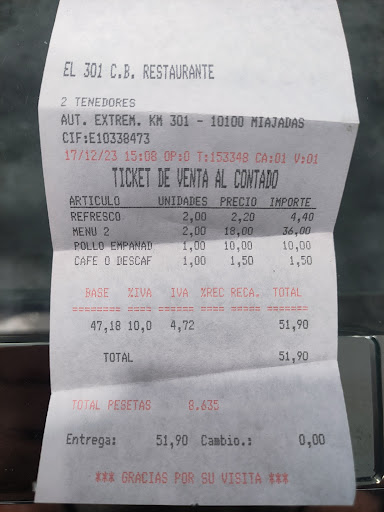 EL 301 C.B. RESTAURANTE
2 TENEDORES
AUT. EXTREM. KM 301 - 10100 MIAJADAS
CIF:E10338473
17/12/23 15:08 OP:0 T:153348 CA:01 V:01
TICKET DE VENTA AL CONTADO
ARTICULO UNIDADES PRECIO IMPORTE
REFRESCO 2,00 2,20 4,40
MENU 2 2,00 18,00 36,00
POLLO EMPANAD 1,00 10,00 10,00
CAFE O DESCAF 1,00 1,50 1,50
BASE %IVA IVA %REC RECA. TOTAL
======== ==== ====== ==== ===== =======
47,18 10,0 4,72 51,90
TOTAL 51,90
TOTAL PESETAS 8.635
Entrega: 51,90 Cambio.: 0,00
*** GRACIAS POR SU VISITA ***